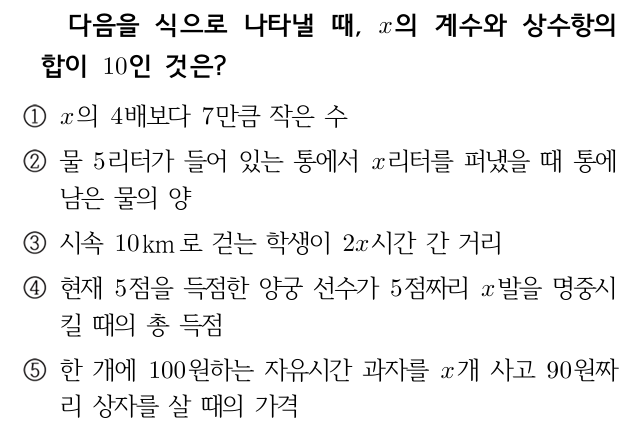 다음을 식으로 나타낼 때, x의 계수와 상수항의
합이 10인 것은?
① x의 4배보다 7만큼 작은 수
② 물 5리터가 들어 있는 통에서 x리터를 퍼냈을 때 통에
남은 물의 양
③ 시속 10km로 걷는 학생이 2x시간 간 거리
④ 현재 5점을 득점한 양궁 선수가 5점짜리 x발을 명중시
킬 때의 총 득점
⑤ 한 개에 100원하는 자유시간 과자를 x개 사고 90원짜
리 상자를 살 때의 가격